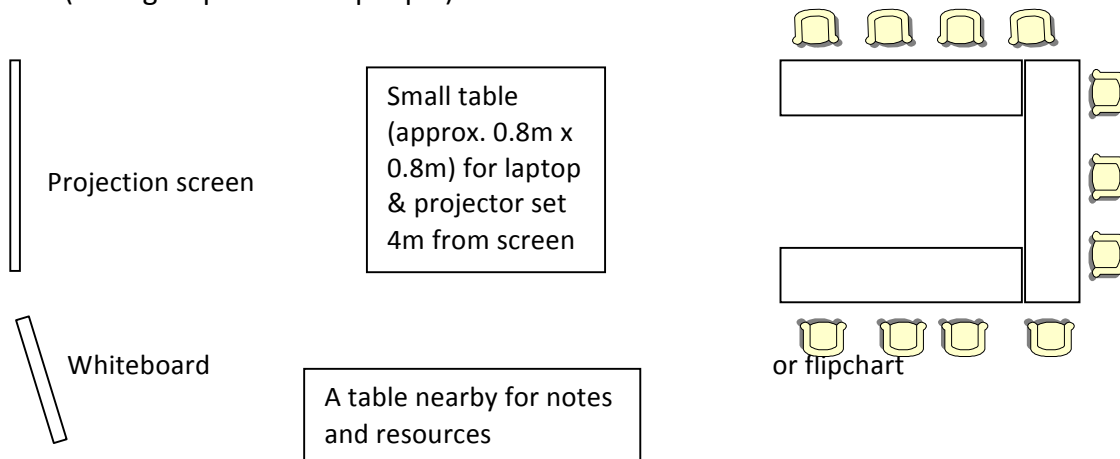 Small table
(approx. 0.8m x
0.8m) for laptop
& projector set
4m from screen
Projection screen
Whiteboard
or flipchart
A table nearby for notes
and resources